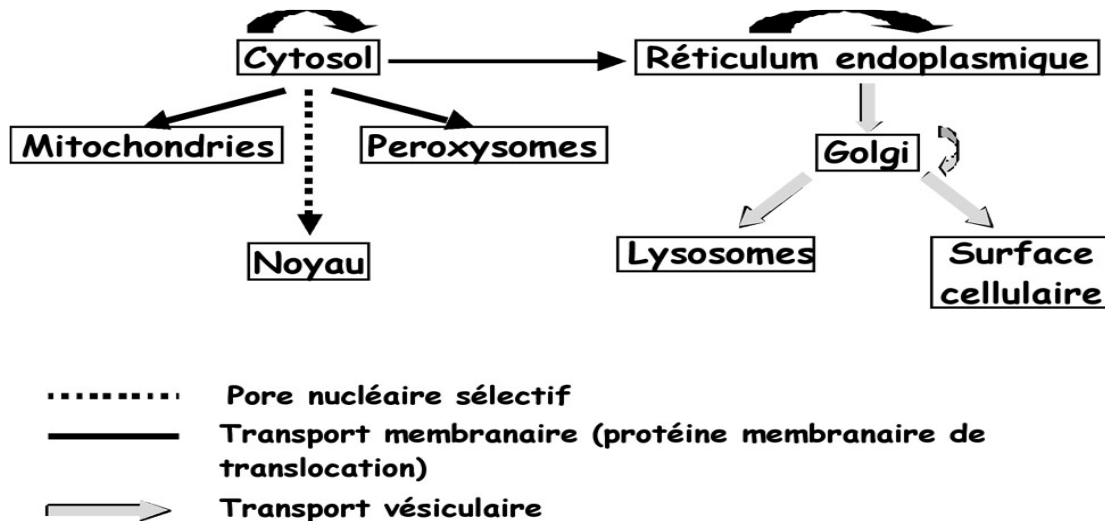 Cytosol
Réticulum endoplasmique
Mitochondries
Peroxysomes
Golgi
Noyau
Lysosomes
Surface
cellulaire
Pore nucléaire sélectif
Transport membranaire (protéine membranaire de
translocation)
Transport vésiculaire